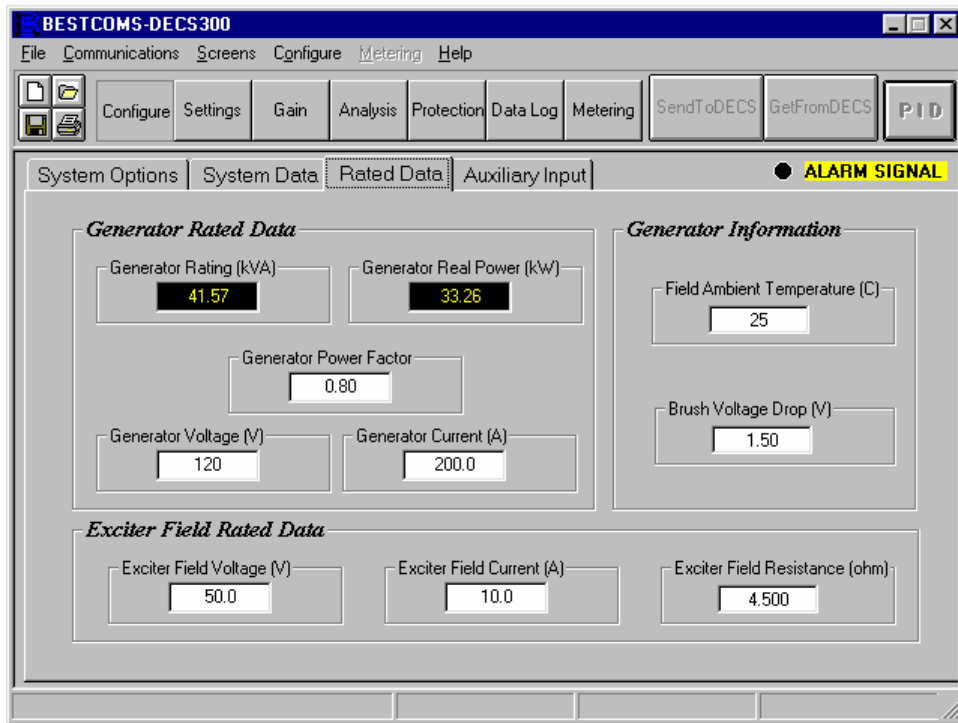 BESTCOMS-DECS300
File Communications Screens Configure Metering Help
Configure Settings Gain Analysis Protection Data Log Metering SendToDECS GetFromDECS PID
System Options System Data Rated Data Auxiliary Input ALARM SIGNAL
Generator Rated Data
Generator Rating (kVA)
41.57
Generator Real Power (kW)
33.26
Generator Power Factor
0.80
Generator Voltage (V)
120
Generator Current (A)
200.0
Generator Information
Field Ambient Temperature (C)
25
Brush Voltage Drop (V)
1.50
Exciter Field Rated Data
Exciter Field Voltage (V)
50.0
Exciter Field Current (A)
10.0
Exciter Field Resistance (ohm)
4.500